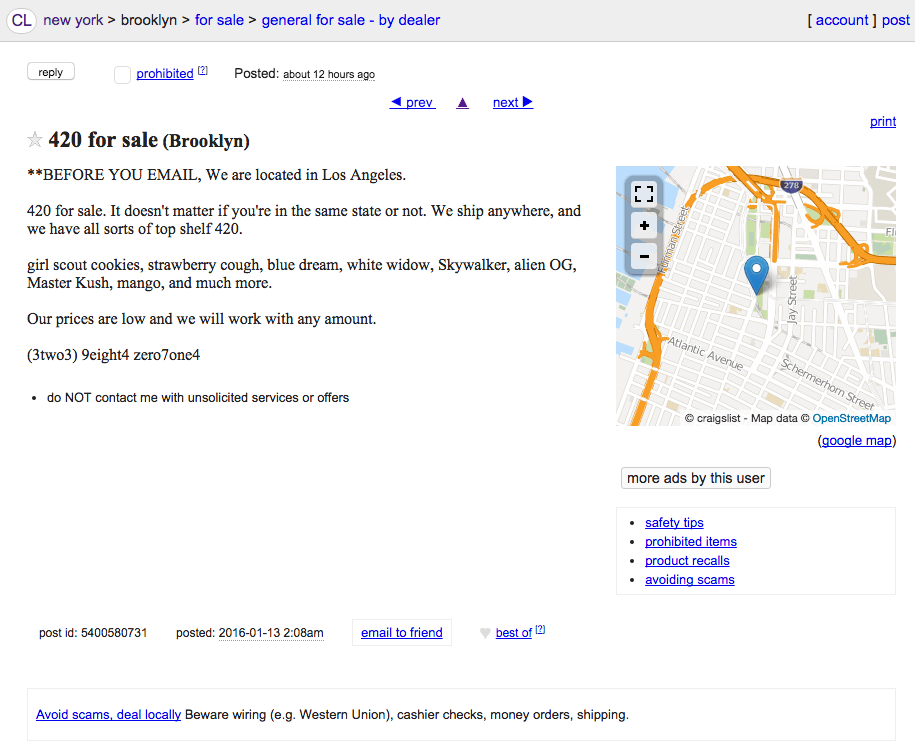 CL new york > brooklyn > for sale > general for sale - by dealer [ account ] post
reply prohibited [?] Posted: about 12 hours ago
◀ prev ▲ next ▶
print
☆ 420 for sale (Brooklyn)
**BEFORE YOU EMAIL, We are located in Los Angeles.
420 for sale. It doesn't matter if you're in the same state or not. We ship anywhere, and
we have all sorts of top shelf 420.
girl scout cookies, strawberry cough, blue dream, white widow, Skywalker, alien OG,
Master Kush, mango, and much more.
Our prices are low and we will work with any amount.
(3two3) 9eight4 zero7one4
• do NOT contact me with unsolicited services or offers
278
+
-
Jay Street
Atlantic Avenue
Schermerhorn Street
© craigslist - Map data © OpenStreetMap
(google map)
more ads by this user
• safety tips
• prohibited items
• product recalls
• avoiding scams
post id: 5400580731 posted: 2016-01-13 2:08am email to friend ♥ best of [?]
Avoid scams, deal locally Beware wiring (e.g. Western Union), cashier checks, money orders, shipping.